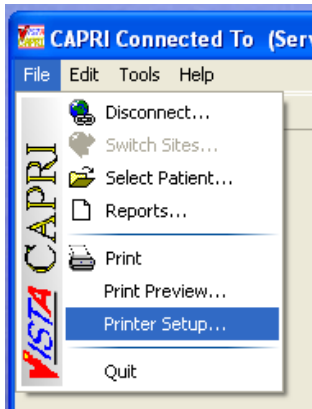 CAPRI Connected To (Serv
File Edit Tools Help
Disconnect...
Switch Sites...
Select Patient...
Reports...
Print
Print Preview...
Printer Setup...
Quit
VISTA CAPRI